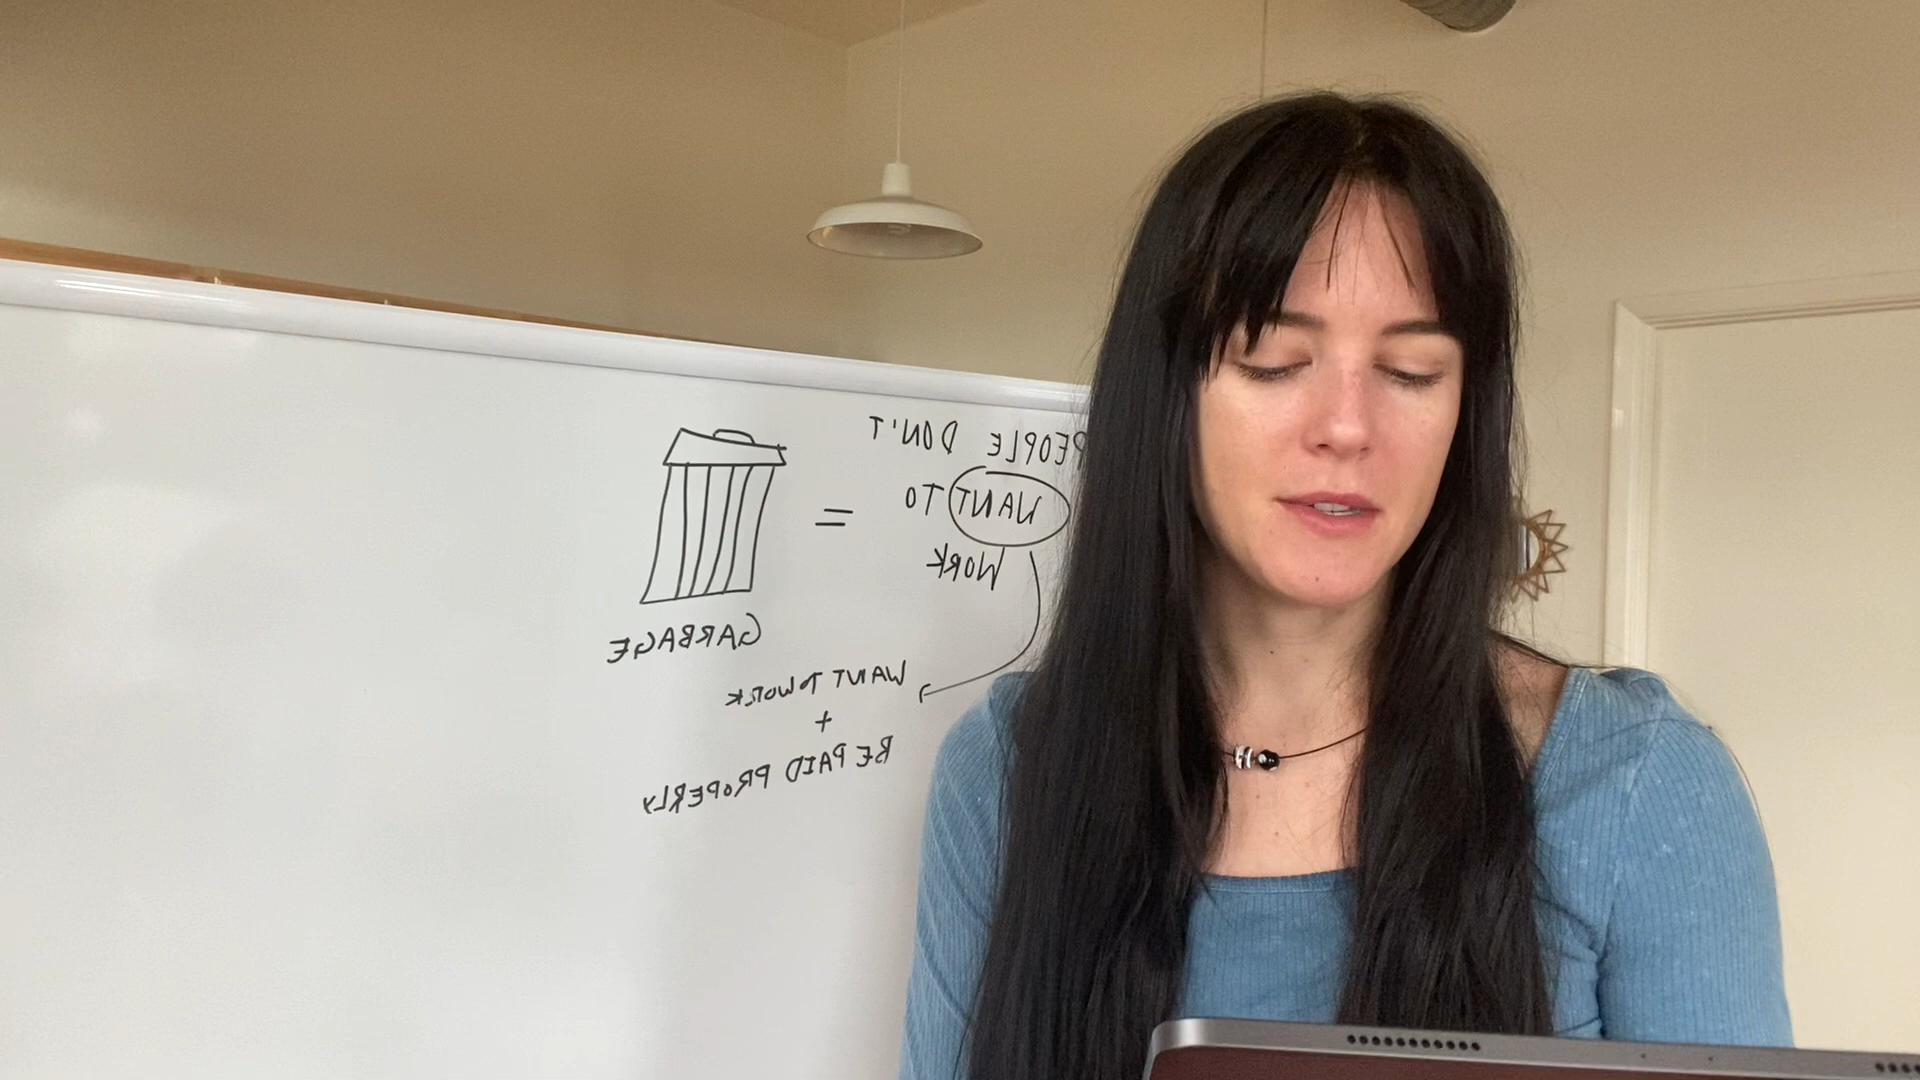 PEOPLE DON'T
WANT TO
WORK
=
GARBAGE
WANT TO WORK
+
BE PAID PROPERLY